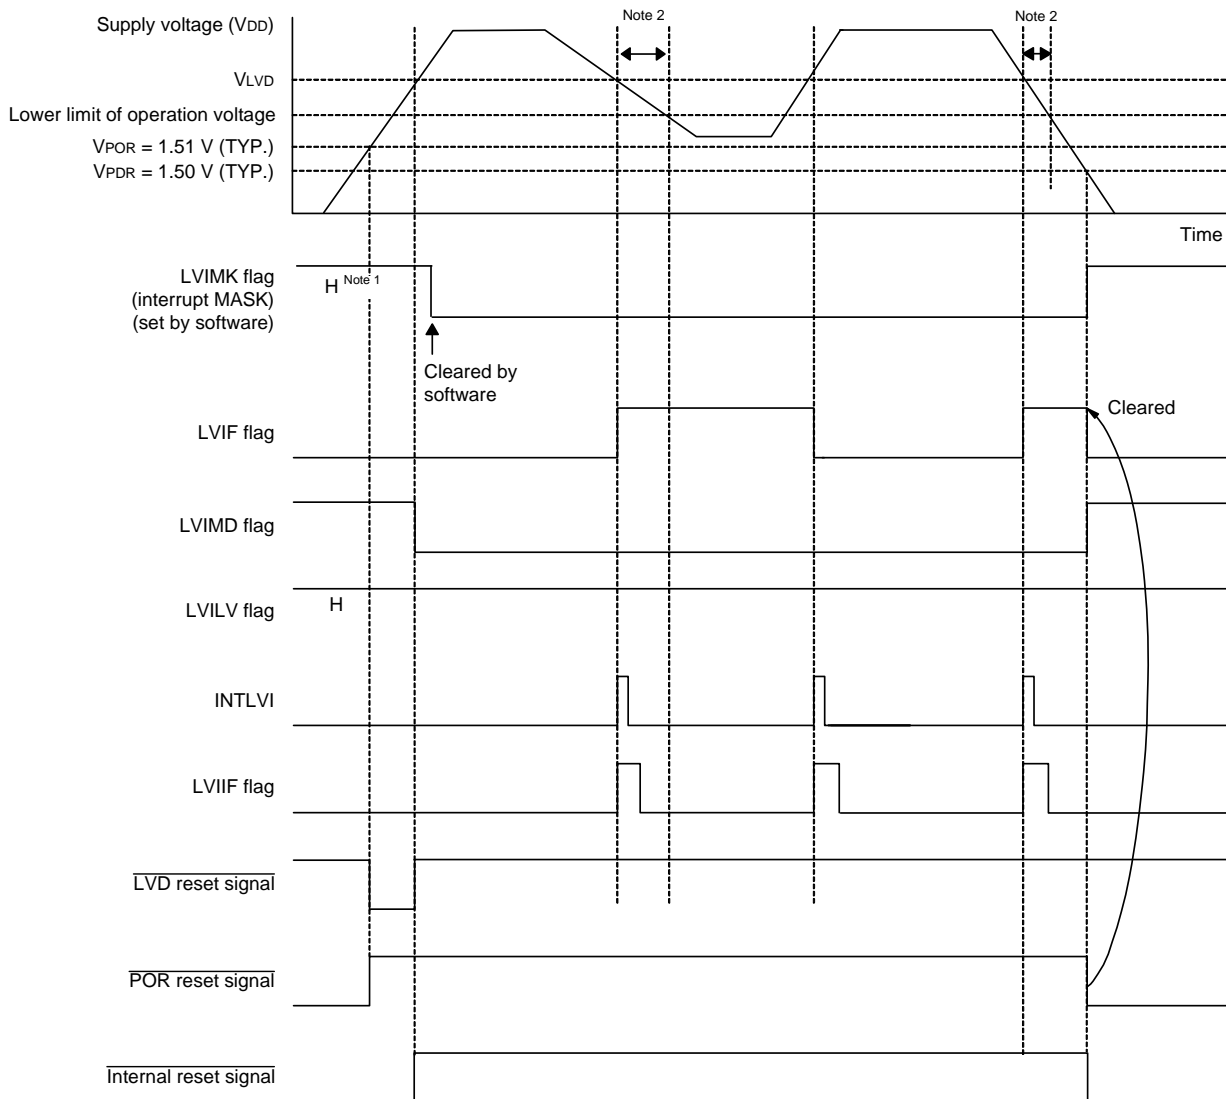 Note 2
Note 2
Supply voltage (VDD)
VLVD
Lower limit of operation voltage
VPOR = 1.51 V (TYP.)
VPDR = 1.50 V (TYP.)
Time
LVIMK flag
(interrupt MASK)
(set by software)
H Note 1
Cleared by
software
Cleared
LVIF flag
LVIMD flag
LVILV flag
H
INTLVI
LVIIF flag
LVD reset signal
POR reset signal
Internal reset signal